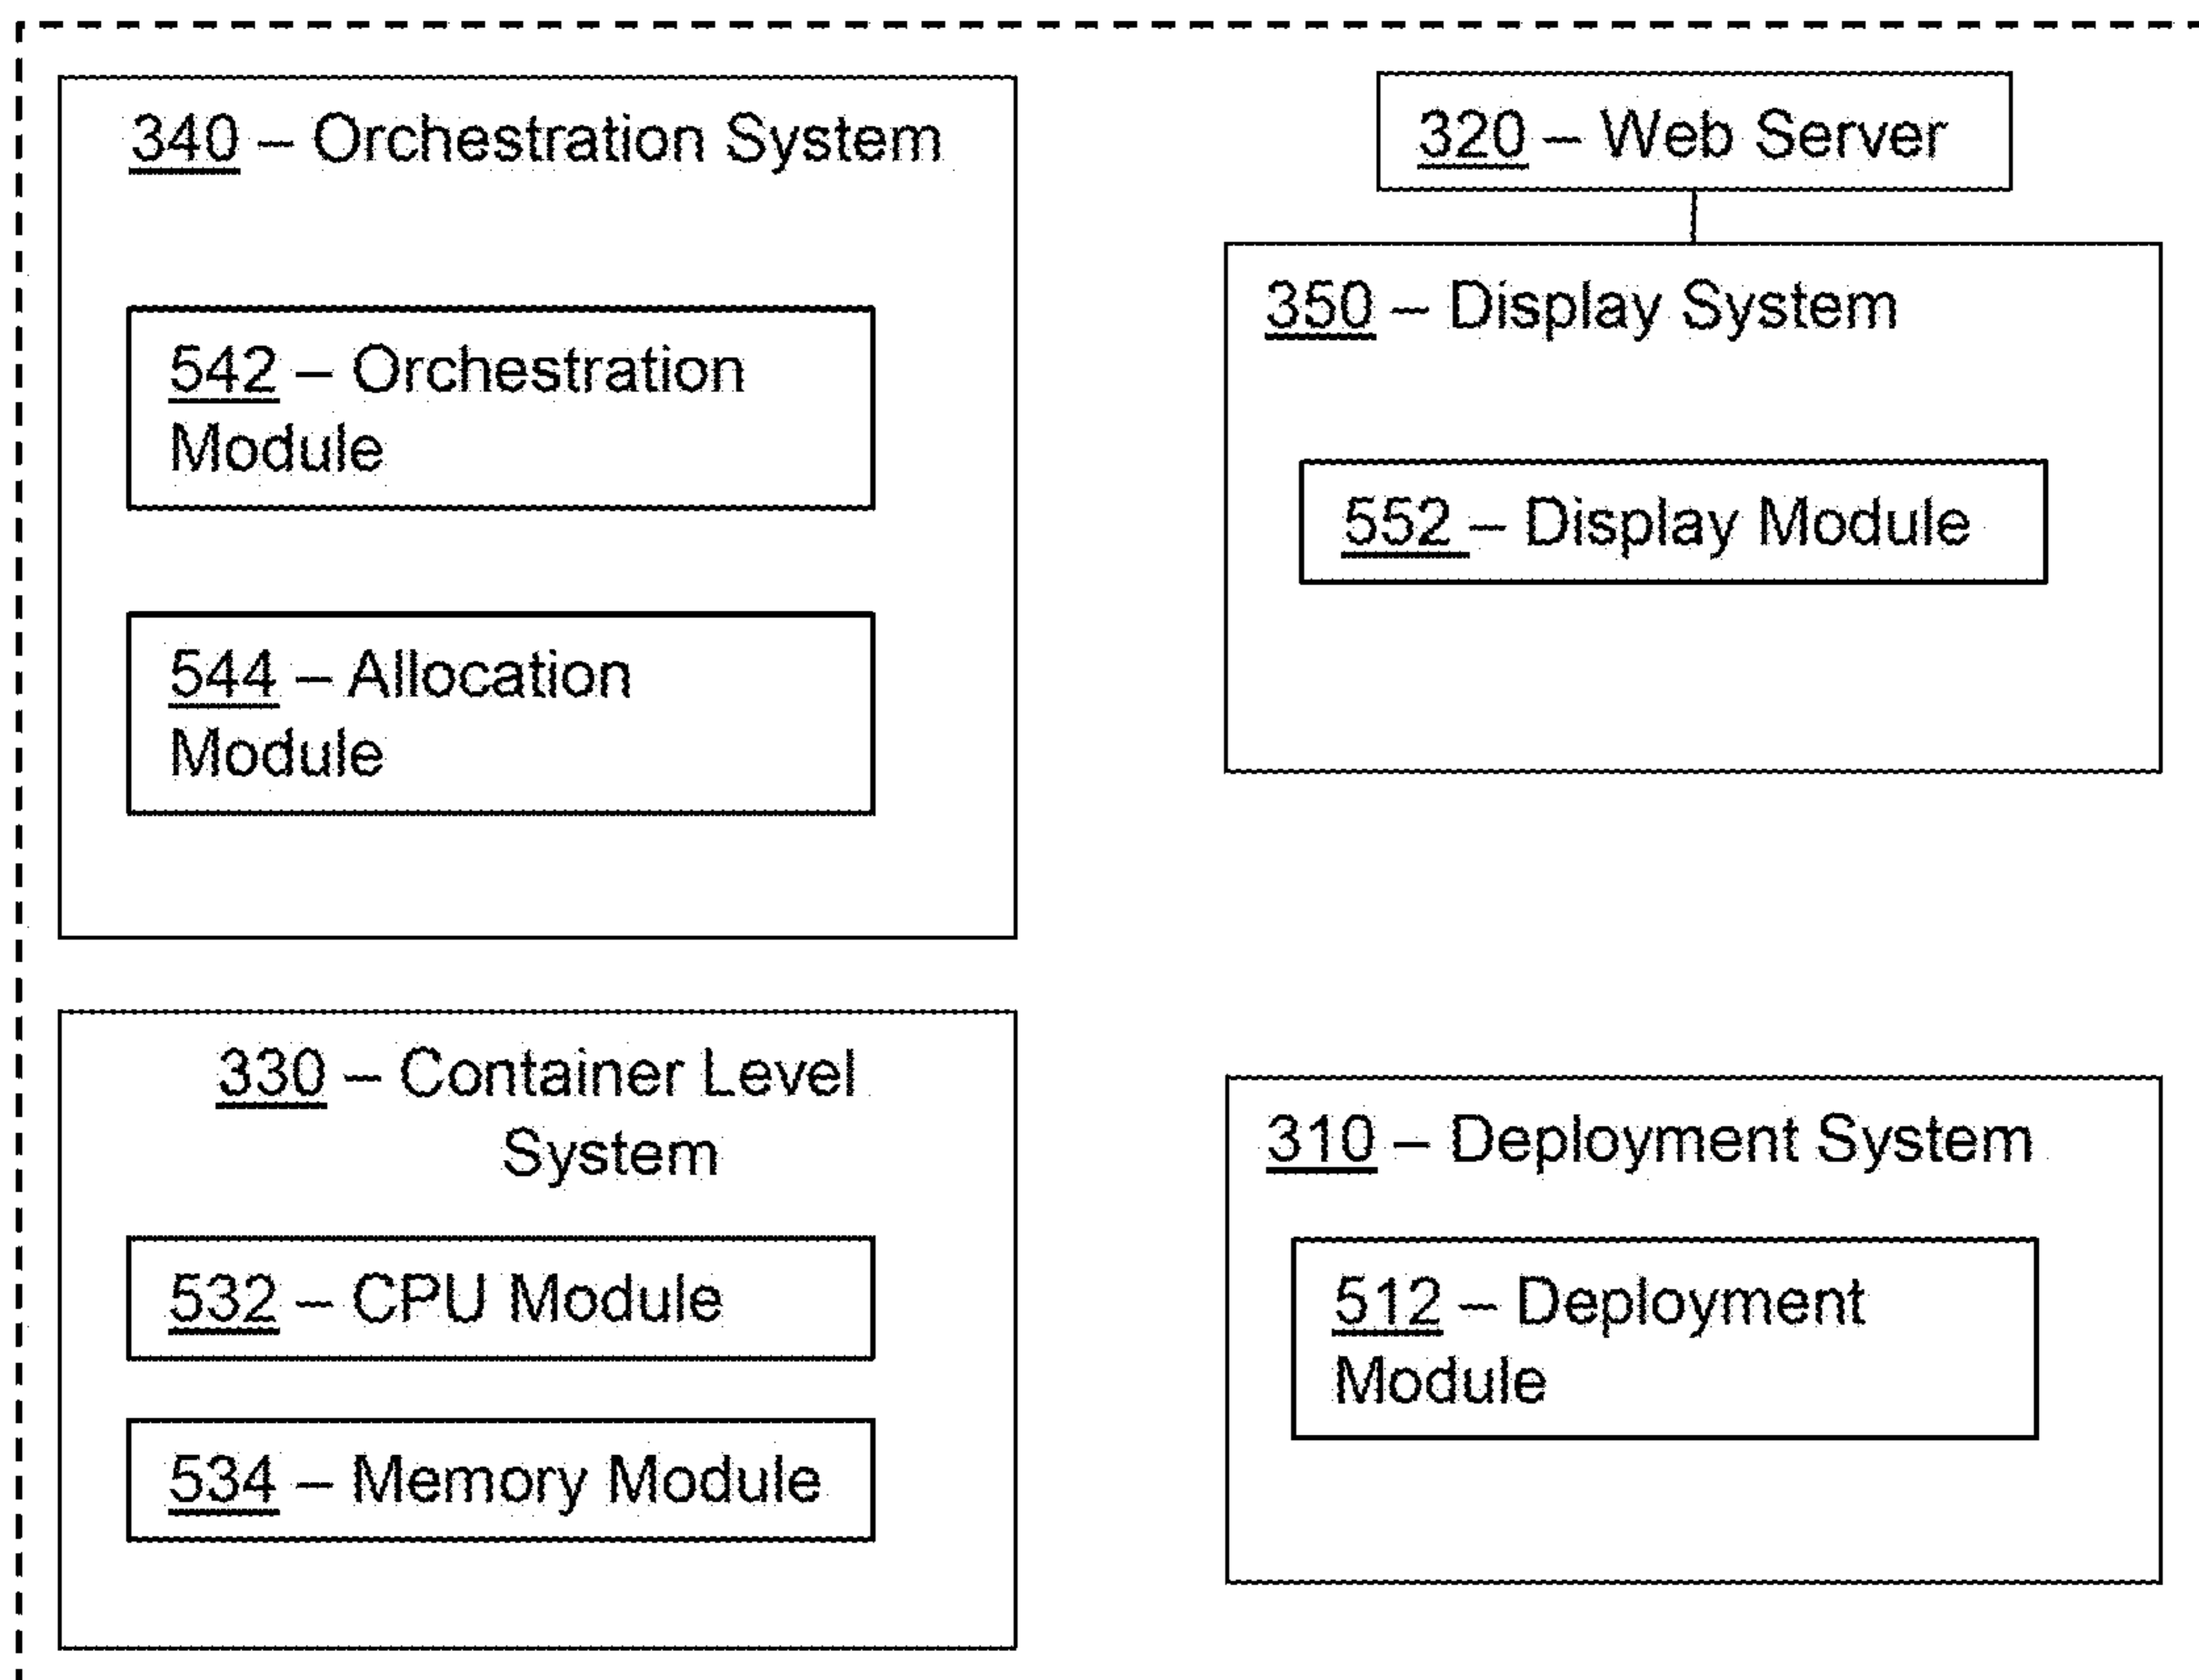 340 – Orchestration System
542 – Orchestration
Module
544 – Allocation
Module
320 – Web Server
350 – Display System
552 – Display Module
330 – Container Level
System
532 – CPU Module
534 – Memory Module
310 – Deployment System
512 – Deployment
Module